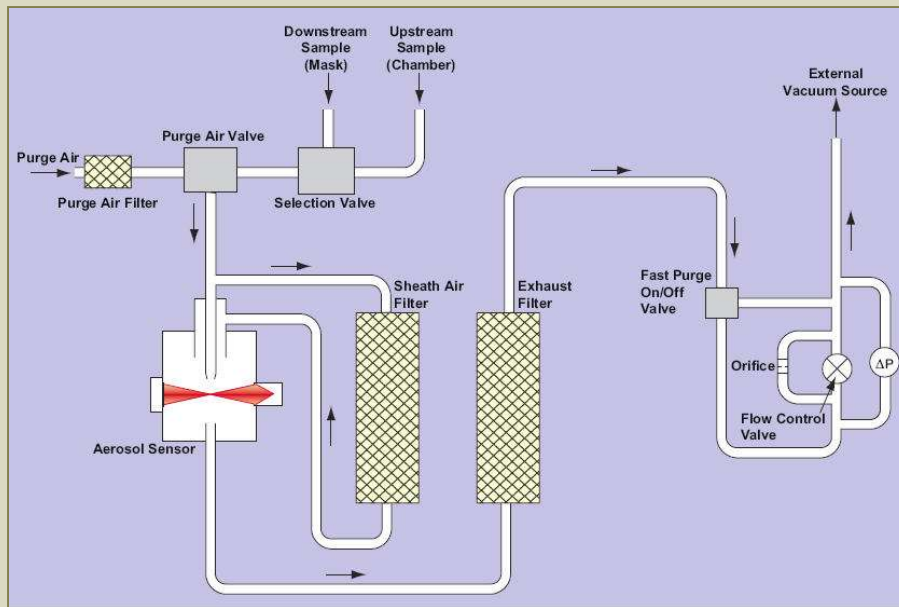 Downstream
Sample
(Mask)
Upstream
Sample
(Chamber)
External
Vacuum Source
Purge Air Valve
Purge Air
Purge Air Filter
Selection Valve
Sheath Air
Filter
Exhaust
Filter
Fast Purge
On/Off
Valve
Orifice
ΔP
Flow Control
Valve
Aerosol Sensor